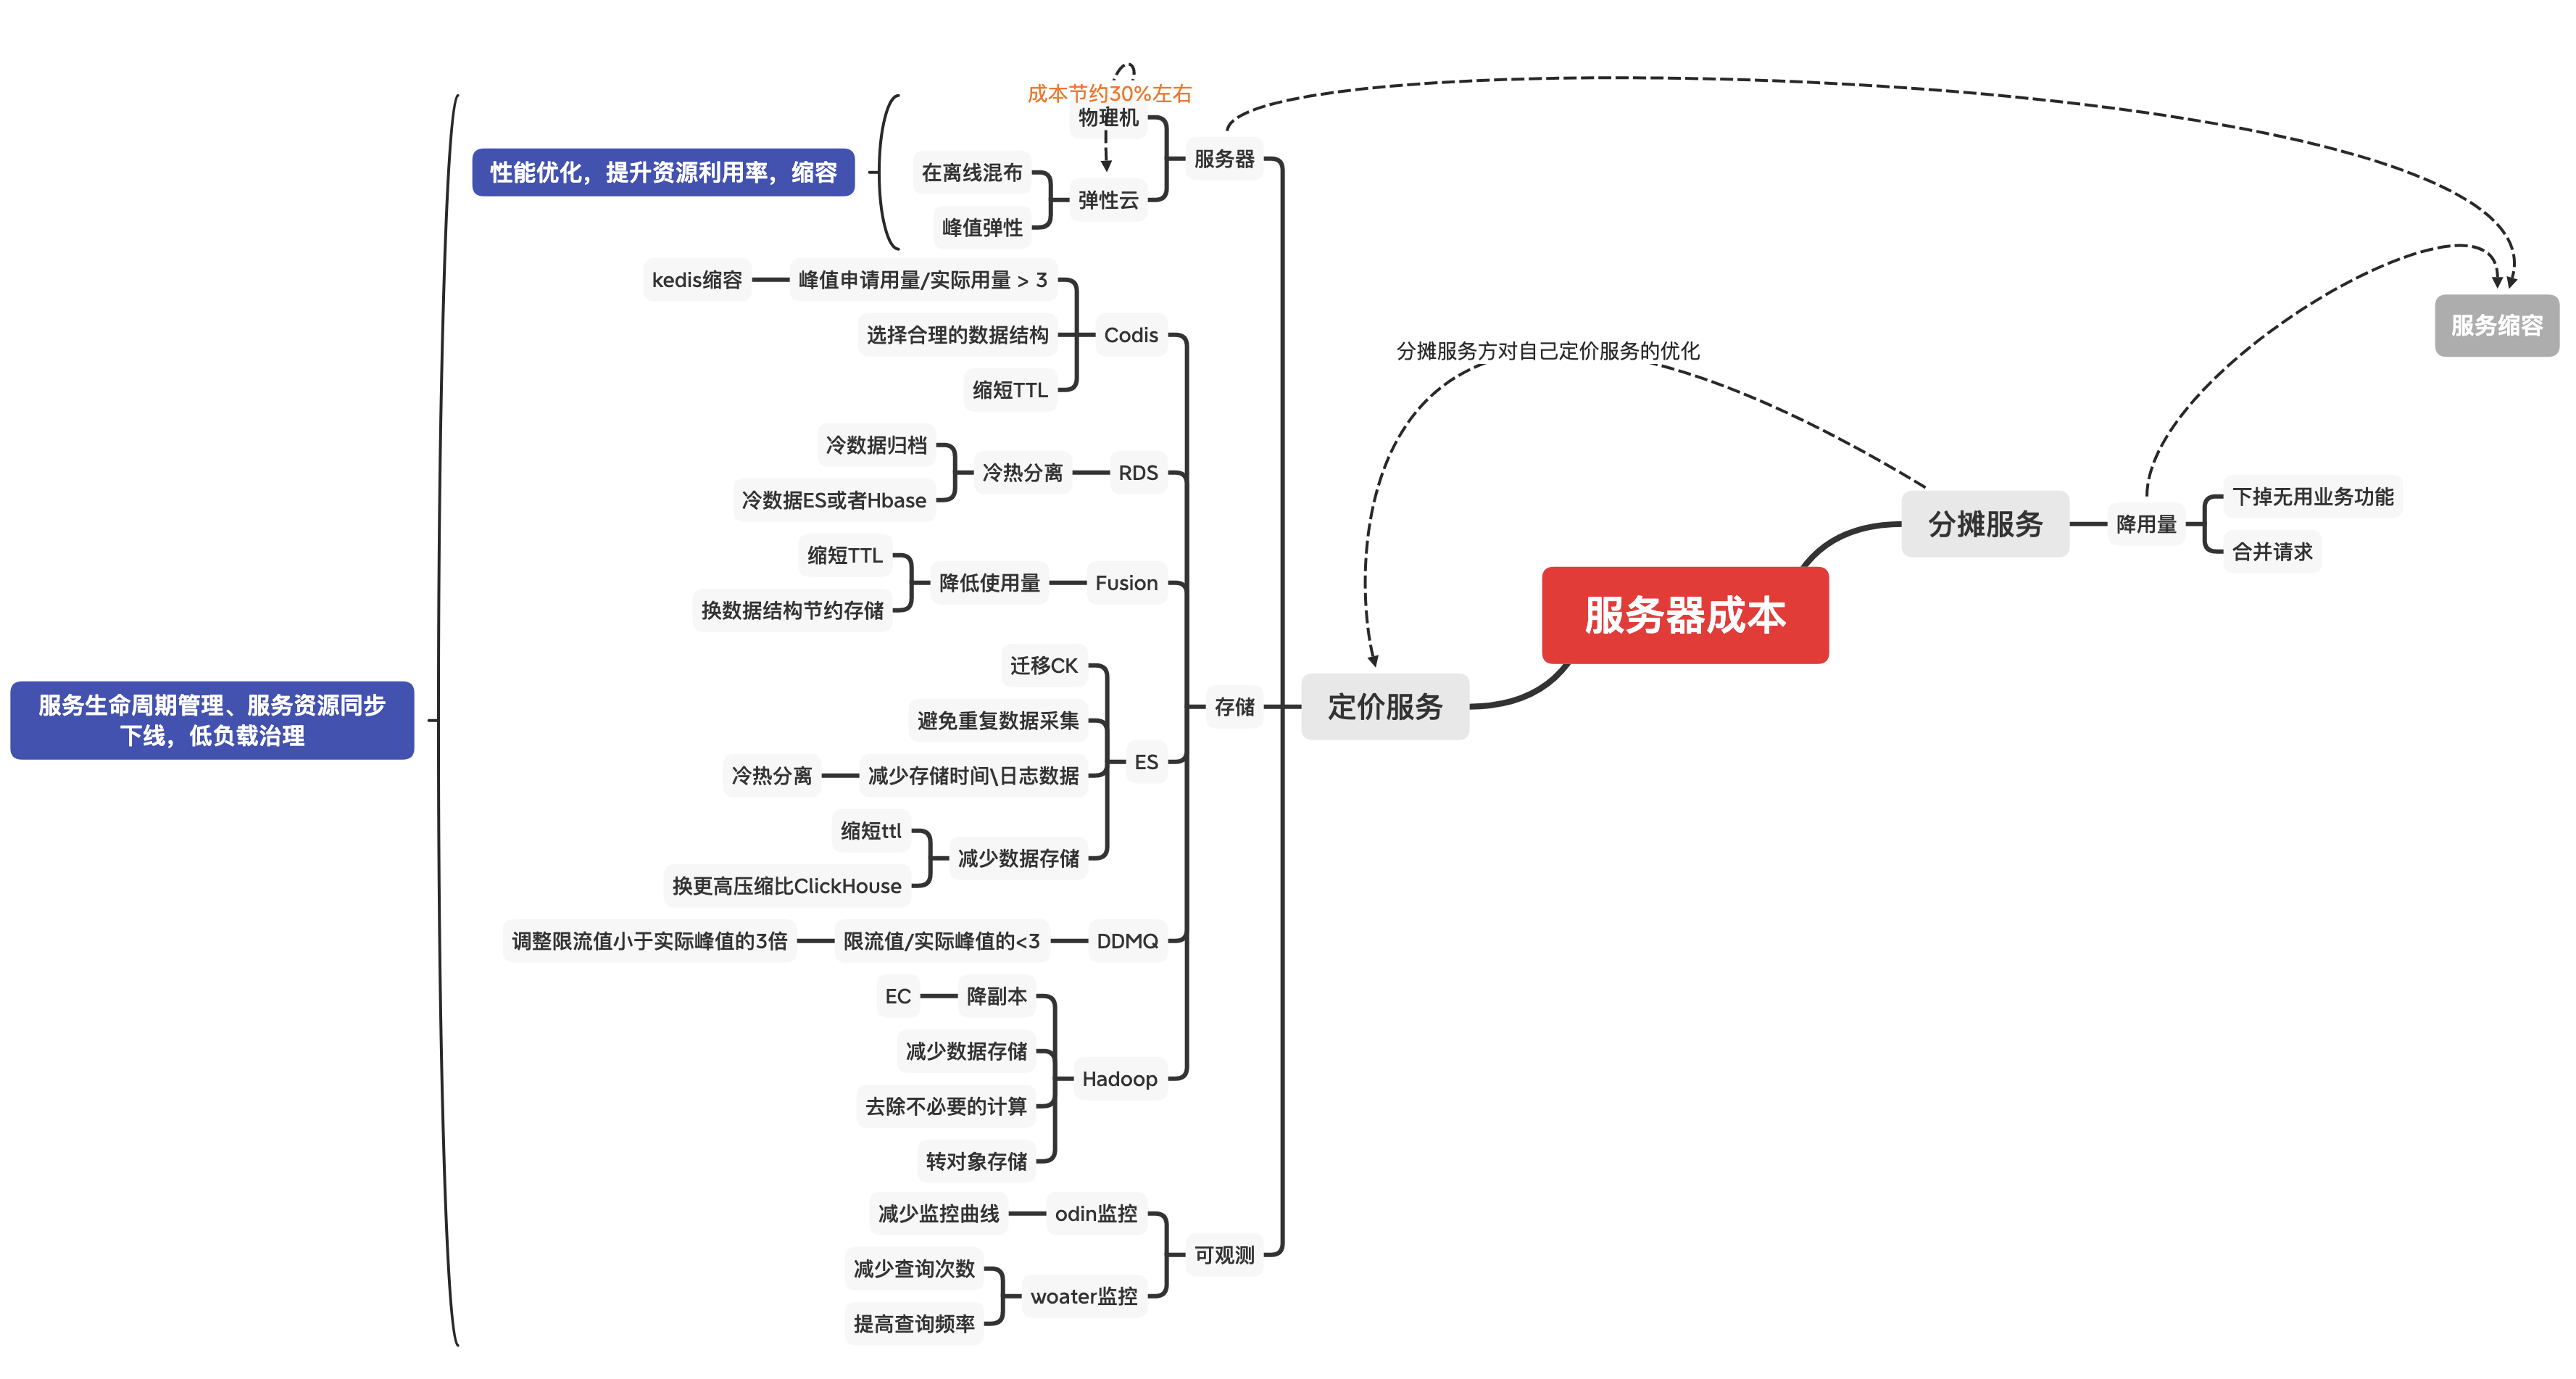 成本节约30%左右
物理机
服务器
性能优化，提升资源利用率，缩容
在离线混布
弹性云
峰值弹性
kedis缩容
峰值申请用量/实际用量 > 3
选择合理的数据结构
Codis
缩短TTL
冷数据归档
冷热分离
RDS
冷数据ES或者Hbase
缩短TTL
降低使用量
Fusion
换数据结构节约存储
迁移CK
避免重复数据采集
ES
冷热分离
减少存储时间\日志数据
缩短ttl
减少数据存储
换更高压缩比ClickHouse
调整限流值小于实际峰值的3倍
限流值/实际峰值的<3
DDMQ
EC
降副本
减少数据存储
Hadoop
去除不必要的计算
转对象存储
减少监控曲线
odin监控
可观测
减少查询次数
woater监控
提高查询频率
服务生命周期管理、服务资源同步
下线，低负载治理
存储
定价服务
服务器成本
分摊服务方对自己定价服务的优化
分摊服务
降用量
下掉无用业务功能
合并请求
服务缩容